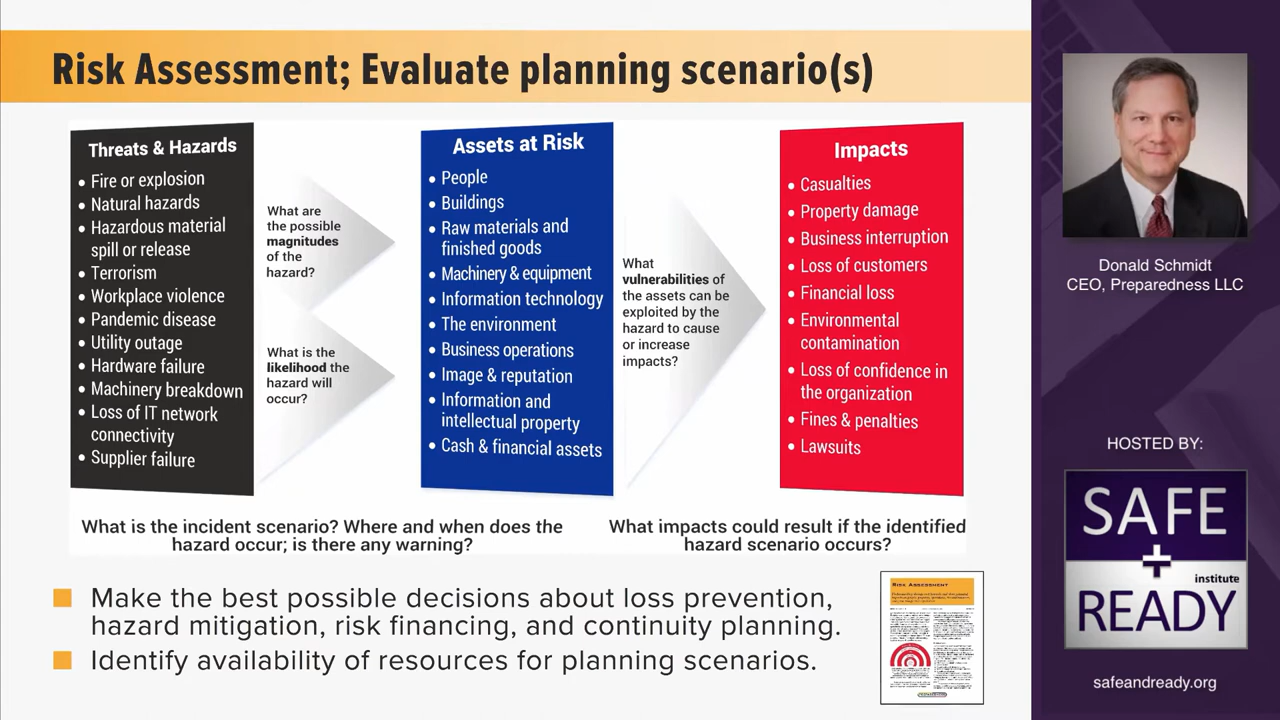 Risk Assessment; Evaluate planning scenario(s)
Threats & Hazards
• Fire or explosion
• Natural hazards
• Hazardous material
spill or release
• Terrorism
• Workplace violence
• Pandemic disease
• Utility outage
• Hardware failure
• Machinery breakdown
• Loss of IT network
connectivity
• Supplier failure
What are
the possible
magnitudes
of the
hazard?
What is the
likelihood the
hazard will
occur?
Assets at Risk
• People
• Buildings
• Raw materials and
finished goods
• Machinery & equipment
• Information technology
• The environment
• Business operations
• Image & reputation
• Information and
intellectual property
• Cash & financial assets
What
vulnerabilities of
the assets can be
exploited by the
hazard to cause
or increase
impacts?
Impacts
• Casualties
• Property damage
• Business interruption
• Loss of customers
• Financial loss
• Environmental
contamination
• Loss of confidence in
the organization
• Fines & penalties
• Lawsuits
What is the incident scenario? Where and when does the
hazard occur; is there any warning?
What impacts could result if the identified
hazard scenario occurs?
Make the best possible decisions about loss prevention,
hazard mitigation, risk financing, and continuity planning.
Identify availability of resources for planning scenarios.
Risk Assessment
Donald Schmidt
CEO, Preparedness LLC
HOSTED BY:
SAFE
+
institute
READY
safeandready.org